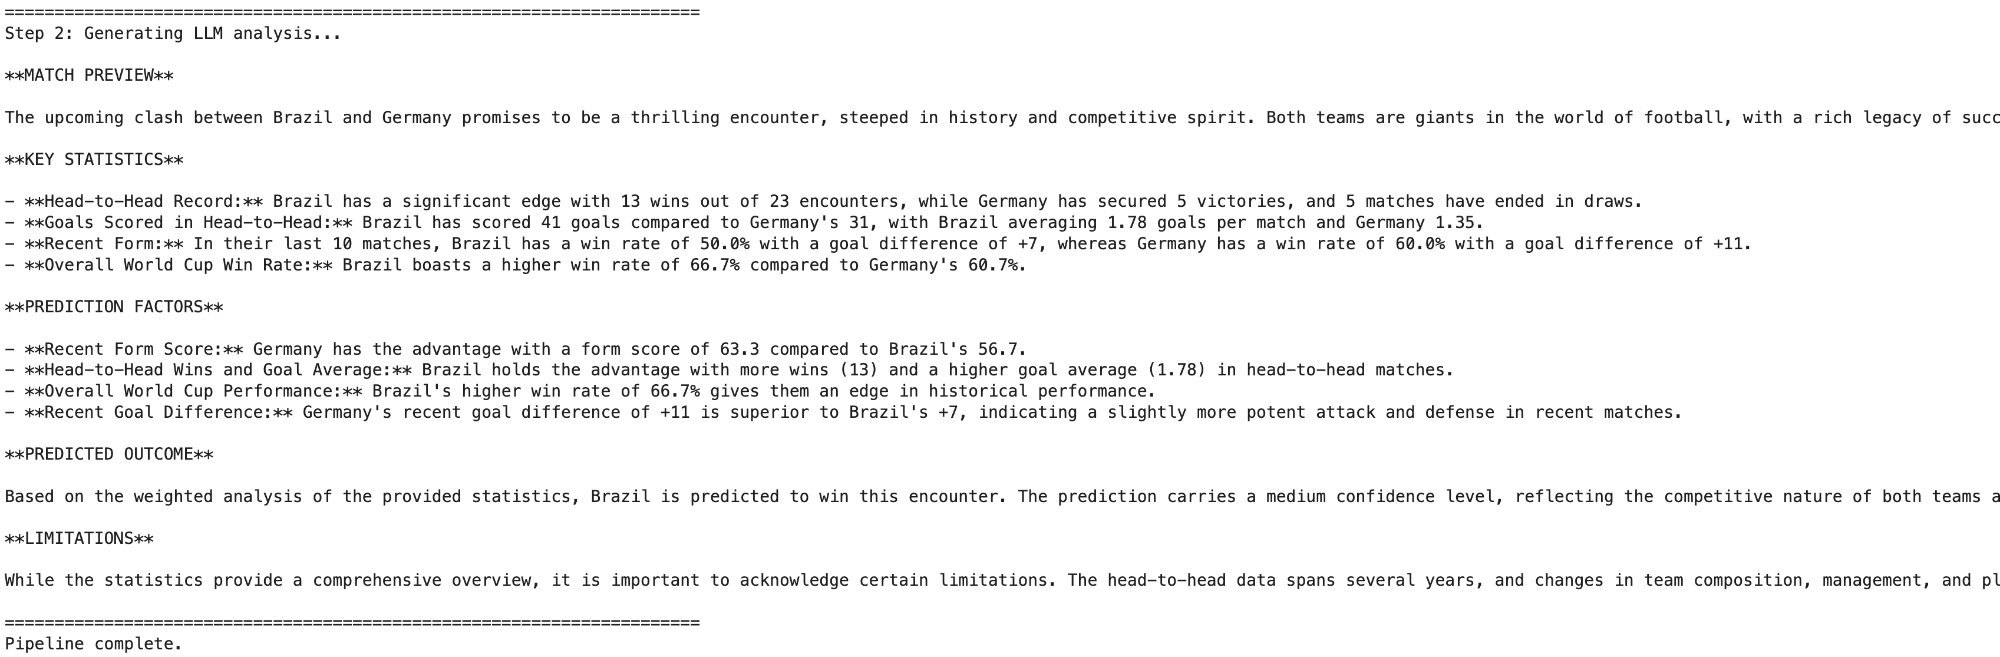 ======================================================================
Step 2: Generating LLM analysis...
**MATCH PREVIEW**
The upcoming clash between Brazil and Germany promises to be a thrilling encounter, steeped in history and competitive spirit. Both teams are giants in the world of football, with a rich legacy of succ
**KEY STATISTICS**
- **Head-to-Head Record:** Brazil has a significant edge with 13 wins out of 23 encounters, while Germany has secured 5 victories, and 5 matches have ended in draws.
- **Goals Scored in Head-to-Head:** Brazil has scored 41 goals compared to Germany's 31, with Brazil averaging 1.78 goals per match and Germany 1.35.
- **Recent Form:** In their last 10 matches, Brazil has a win rate of 50.0% with a goal difference of +7, whereas Germany has a win rate of 60.0% with a goal difference of +11.
- **Overall World Cup Win Rate:** Brazil boasts a higher win rate of 66.7% compared to Germany's 60.7%.
**PREDICTION FACTORS**
- **Recent Form Score:** Germany has the advantage with a form score of 63.3 compared to Brazil's 56.7.
- **Head-to-Head Wins and Goal Average:** Brazil holds the advantage with more wins (13) and a higher goal average (1.78) in head-to-head matches.
- **Overall World Cup Performance:** Brazil's higher win rate of 66.7% gives them an edge in historical performance.
- **Recent Goal Difference:** Germany's recent goal difference of +11 is superior to Brazil's +7, indicating a slightly more potent attack and defense in recent matches.
**PREDICTED OUTCOME**
Based on the weighted analysis of the provided statistics, Brazil is predicted to win this encounter. The prediction carries a medium confidence level, reflecting the competitive nature of both teams a
**LIMITATIONS**
While the statistics provide a comprehensive overview, it is important to acknowledge certain limitations. The head-to-head data spans several years, and changes in team composition, management, and pl
======================================================================
Pipeline complete.